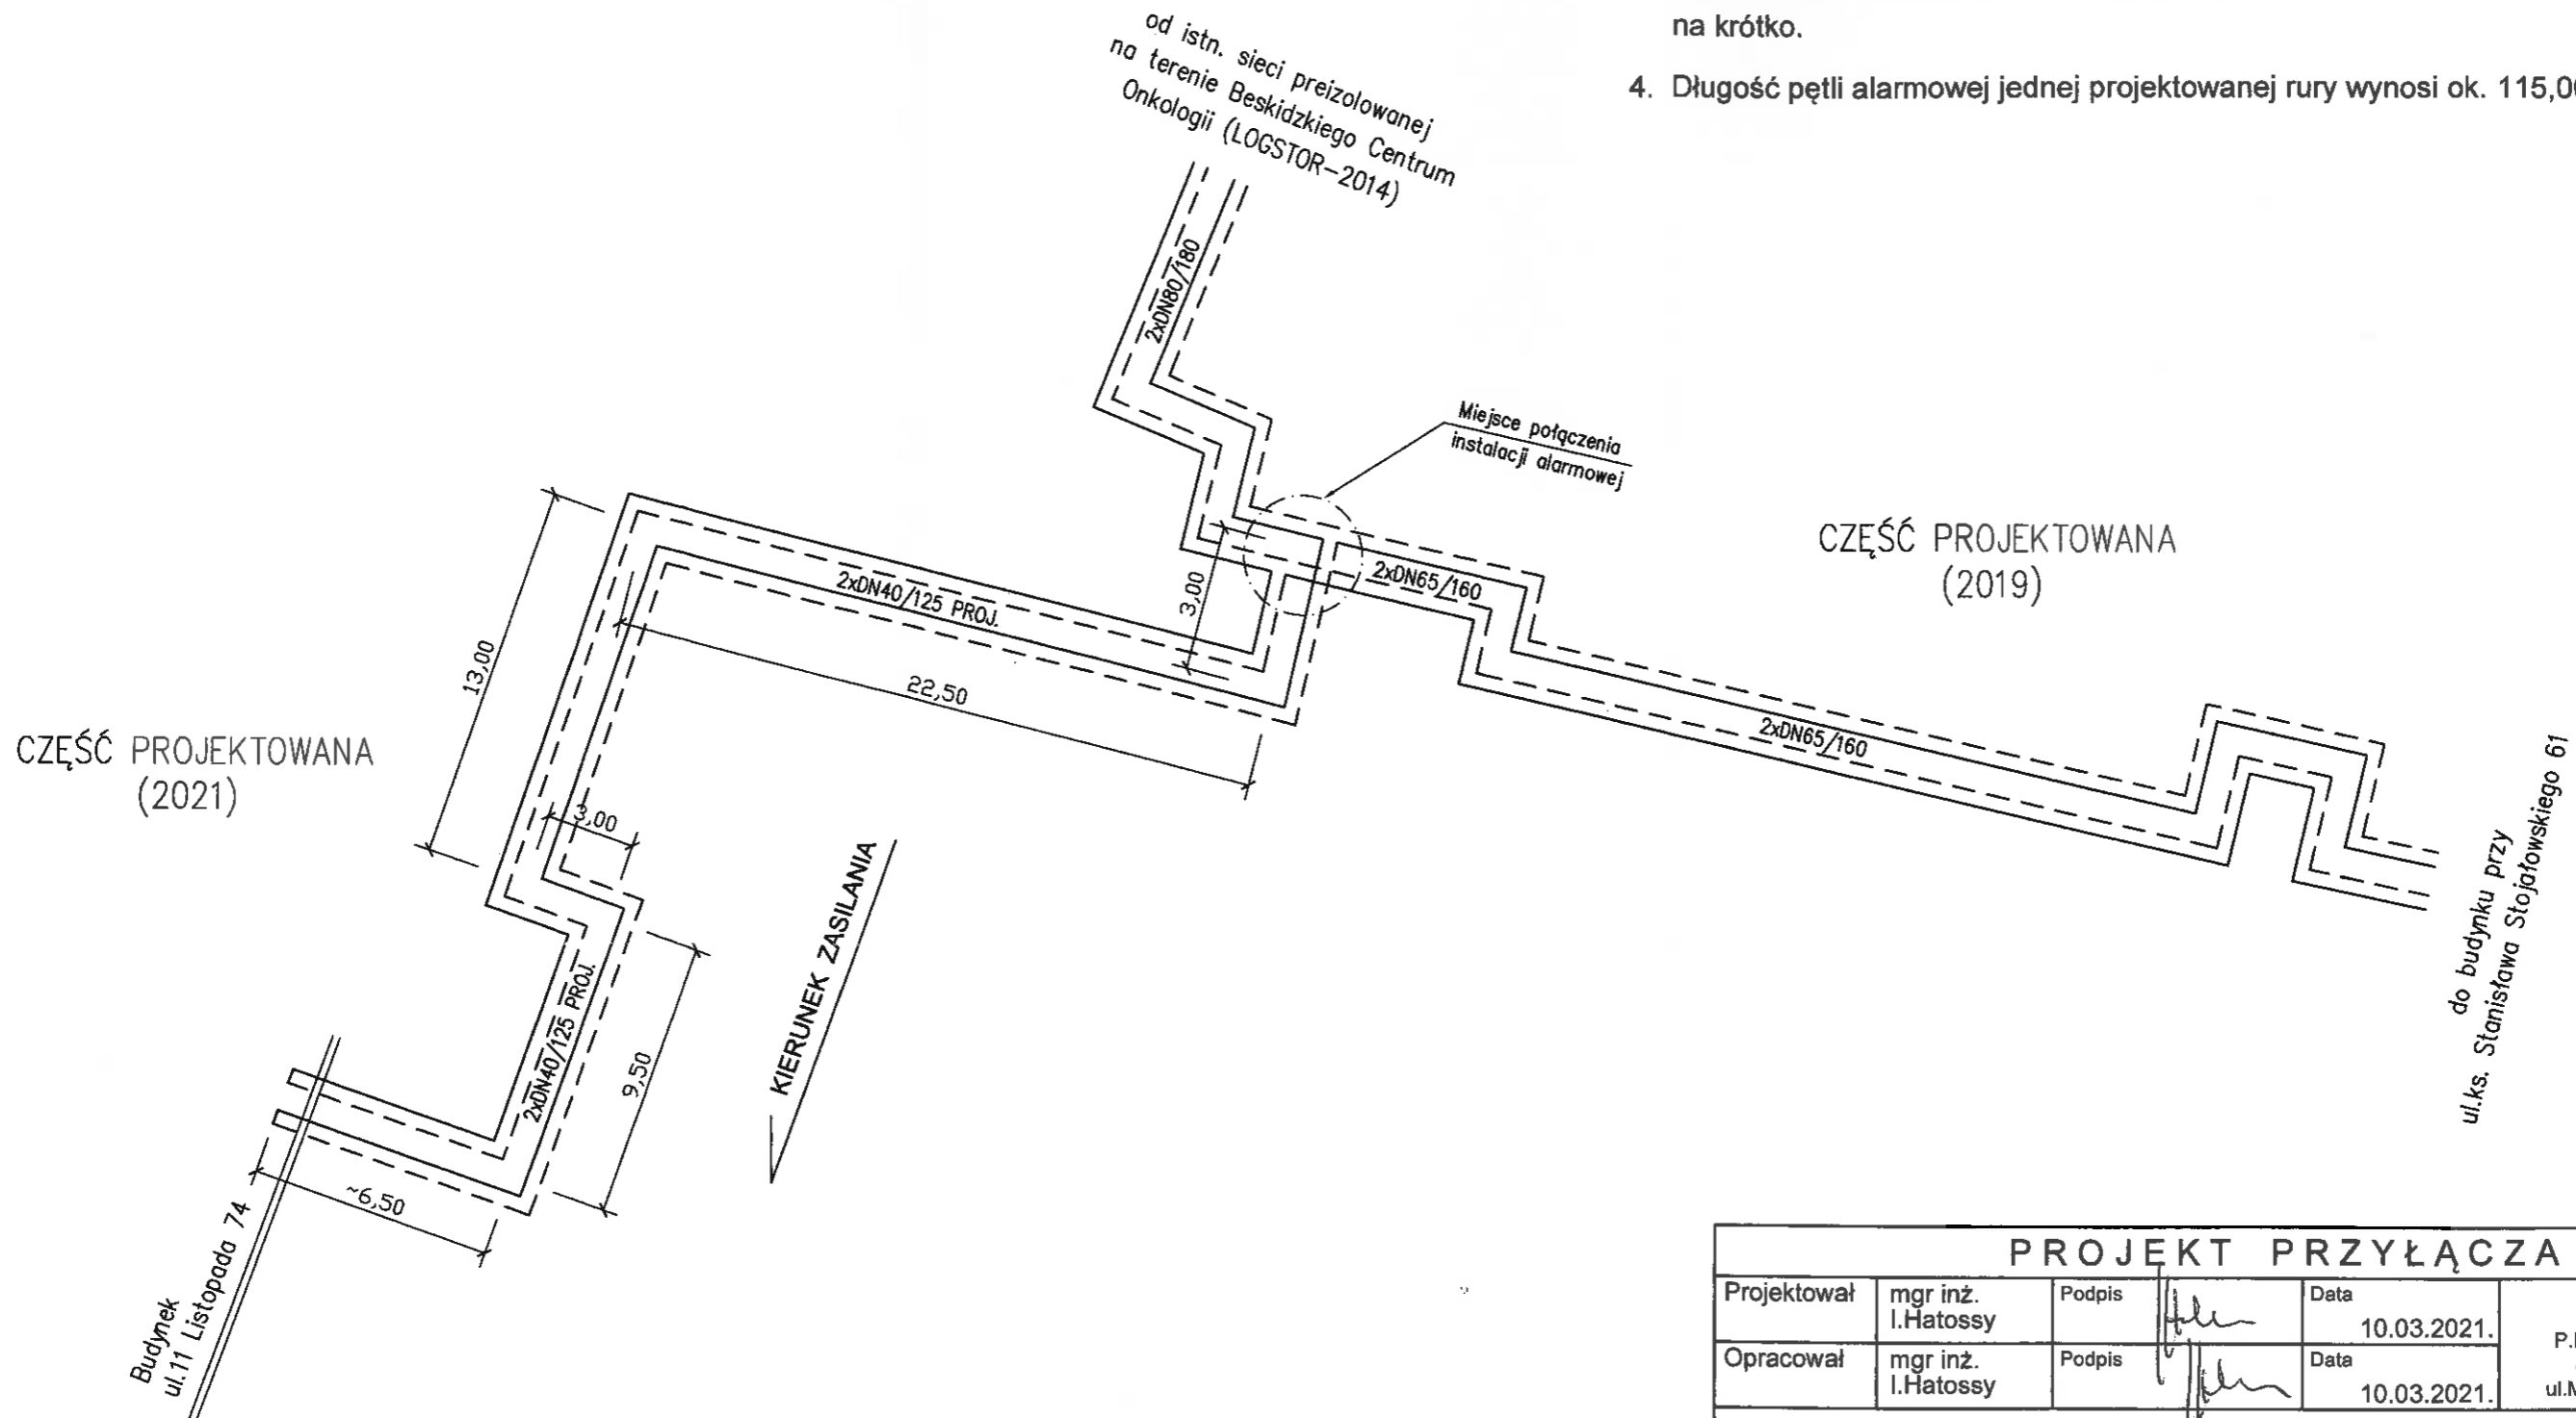 na krótko.
4. Długość pętli alarmowej jednej projektowanej rury wynosi ok. 115,0
od istn. sieci preizolowanej
na terenie Beskidzkiego Centrum
Onkologii (LOGSTOR-2014)
2xDN80/180
Miejsce połączenia
instalacji alarmowej
CZĘŚĆ PROJEKTOWANA
(2019)
2xDN65/160
3,00
2xDN40/125 PROJ.
13,00
22,50
2xDN65/160
CZĘŚĆ PROJEKTOWANA
(2021)
3,00
KIERUNEK ZASILANIA
do budynku przy
ul.ks. Stanisława Stojałowskiego 61
2xDN40/125 PROJ.
9,50
~6,50
Budynek
ul.11 Listopada 74
PROJEKT PRZYŁĄCZA
Projektował mgr inż. I.Hatossy Podpis Data 10.03.2021.
Opracował mgr inż. I.Hatossy Podpis Data 10.03.2021.